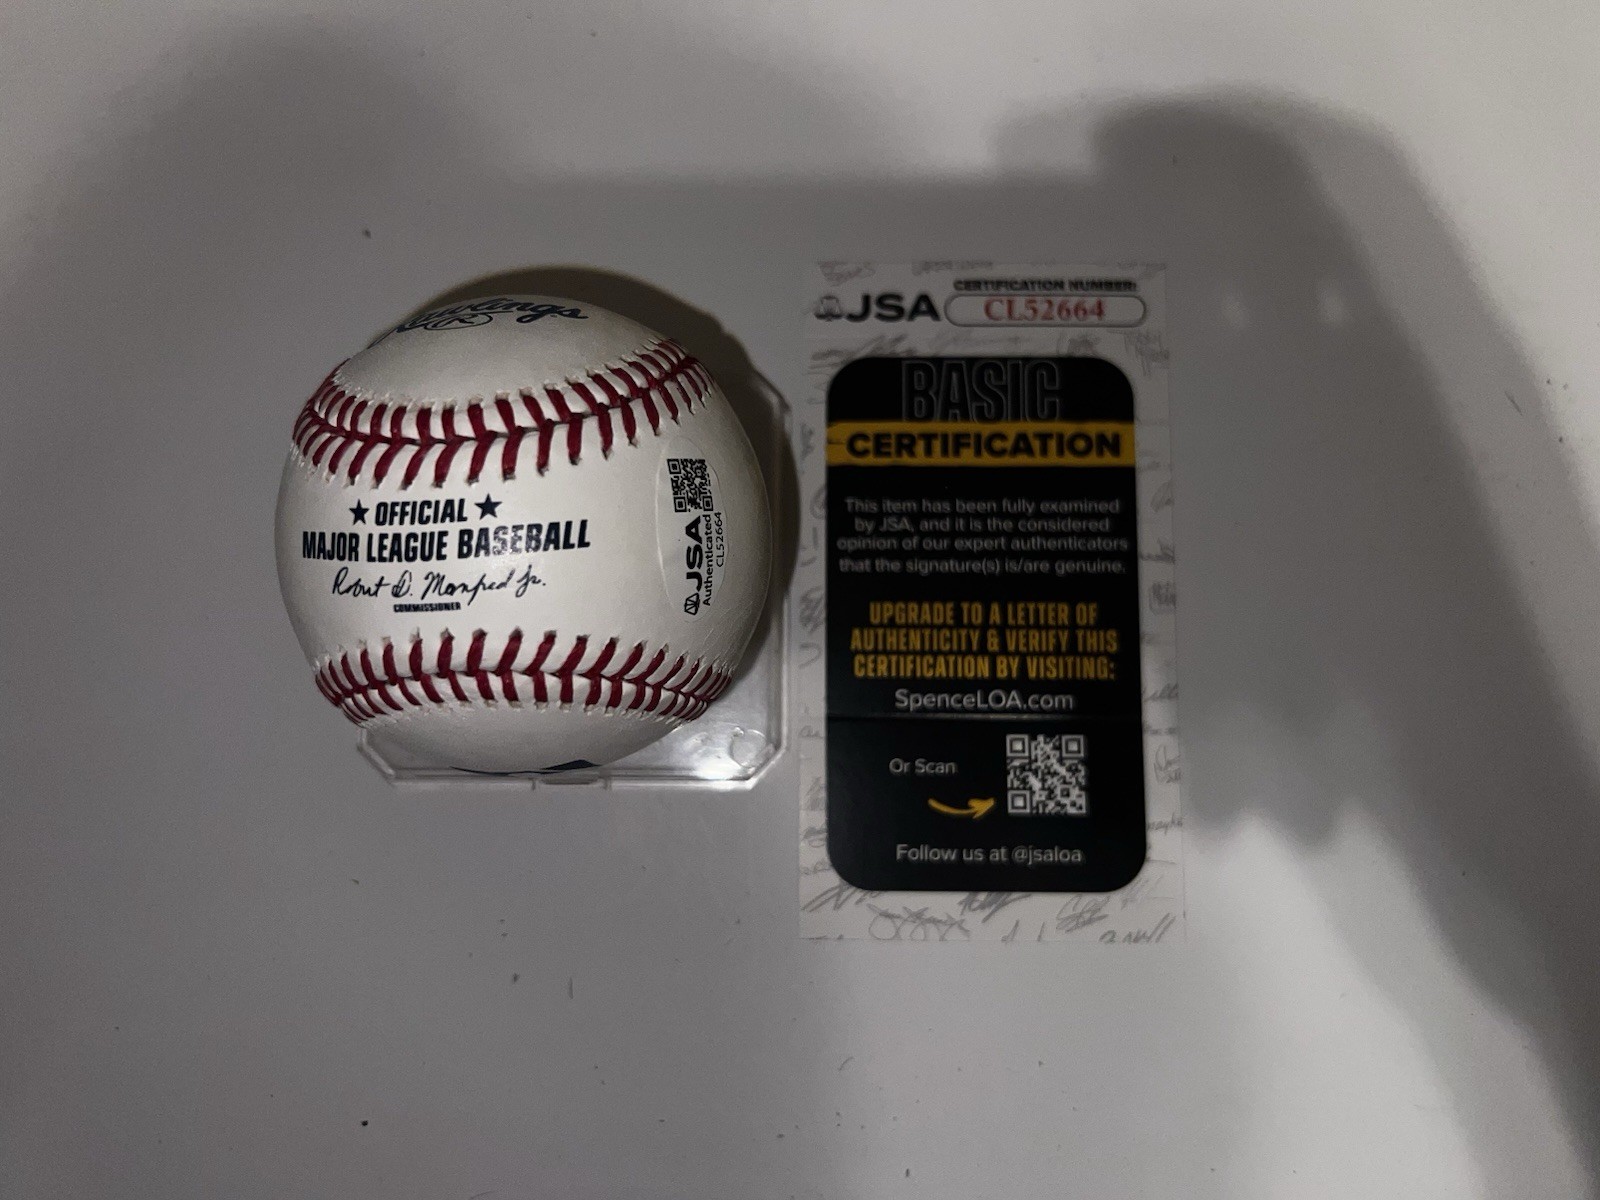 Rawlings
R
OFFICIAL
MAJOR LEAGUE BASEBALL
Robert D. Manfred Jr.
COMMISSIONER
JSA
Authenticated
CL52664
JSA
CERTIFICATION NUMBER:
CL52664
BASIC
CERTIFICATION
This item has been fully examined
by JSA, and it is the considered
opinion of our expert authenticators
that the signature(s) is/are genuine.
UPGRADE TO A LETTER OF
AUTHENTICITY & VERIFY THIS
CERTIFICATION BY VISITING:
SpenceLOA.com
Or Scan
Follow us at @jsaloa